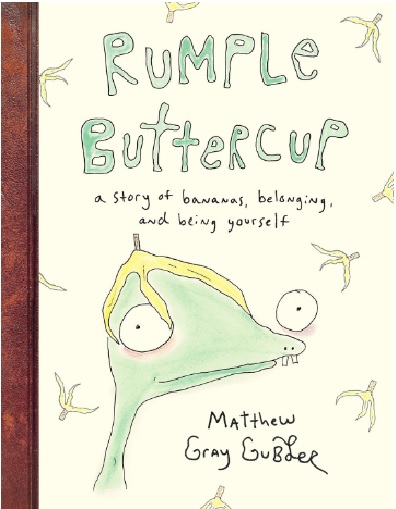 RUMPLE
ButterCUP
a story of bananas, belonging,
and being yourself
Matthew
Gray Gubler